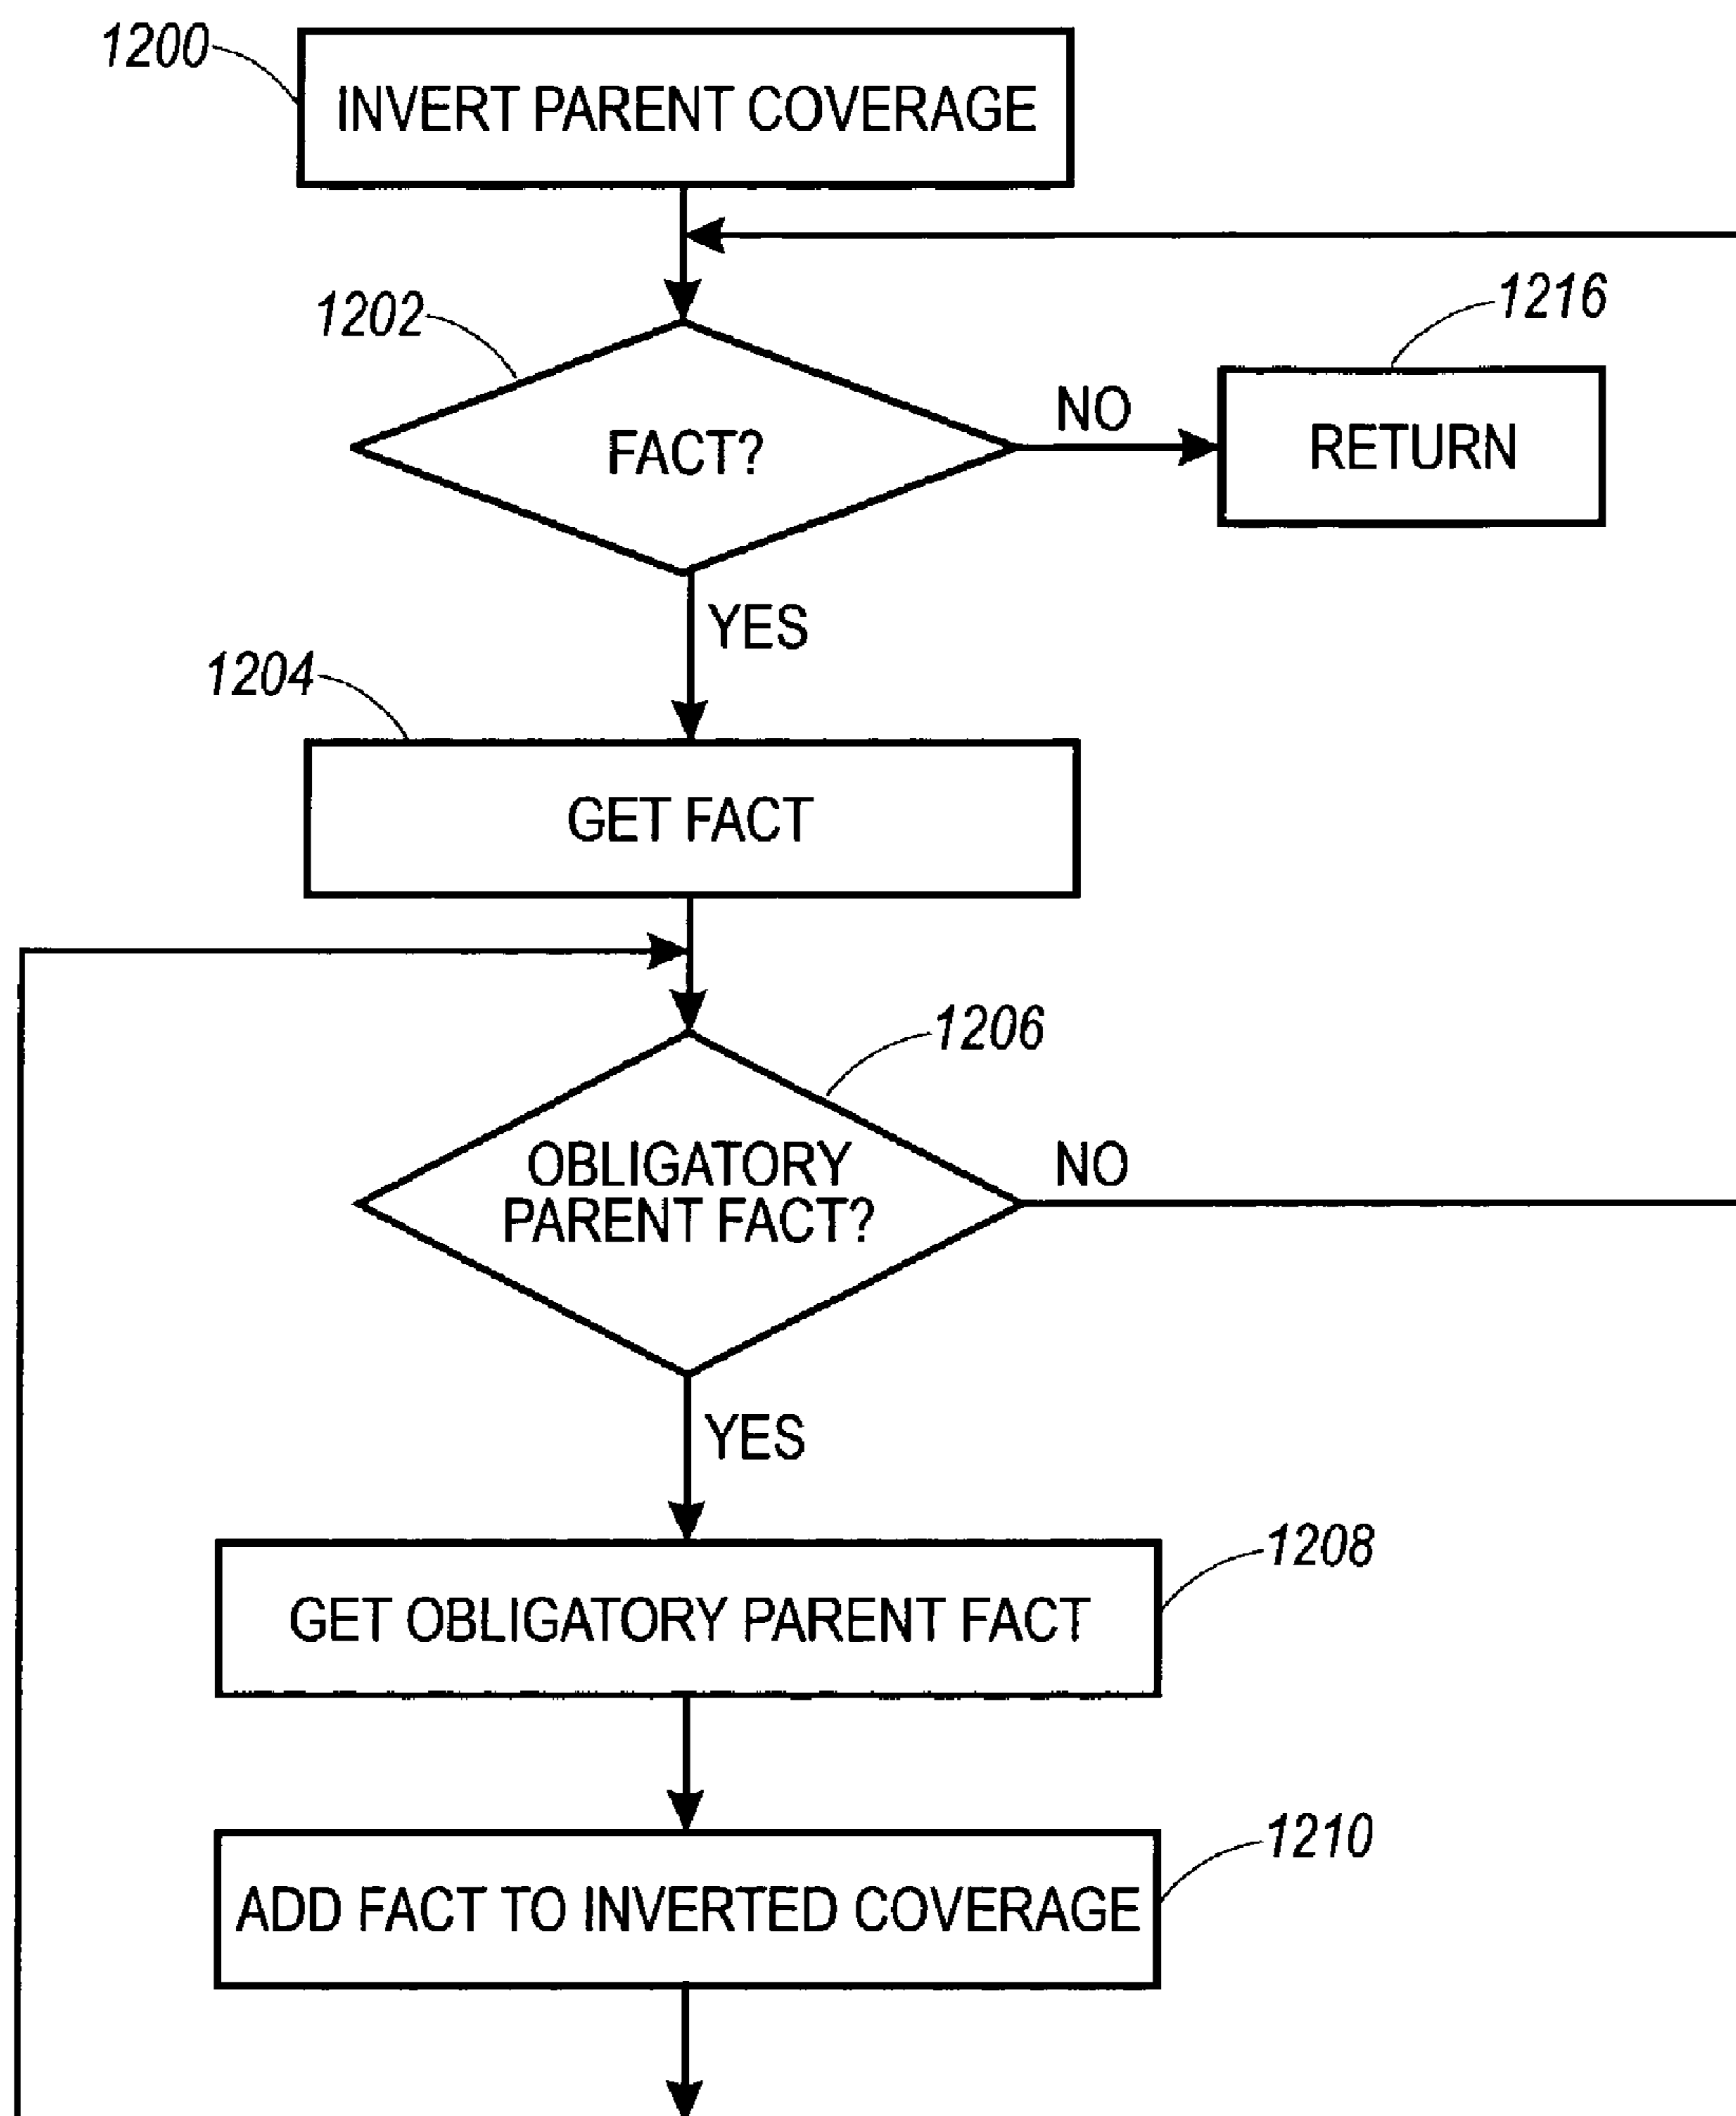 1200
INVERT PARENT COVERAGE
1202
FACT?
NO
1216
RETURN
YES
1204
GET FACT
1206
OBLIGATORY
PARENT FACT?
NO
YES
1208
GET OBLIGATORY PARENT FACT
1210
ADD FACT TO INVERTED COVERAGE